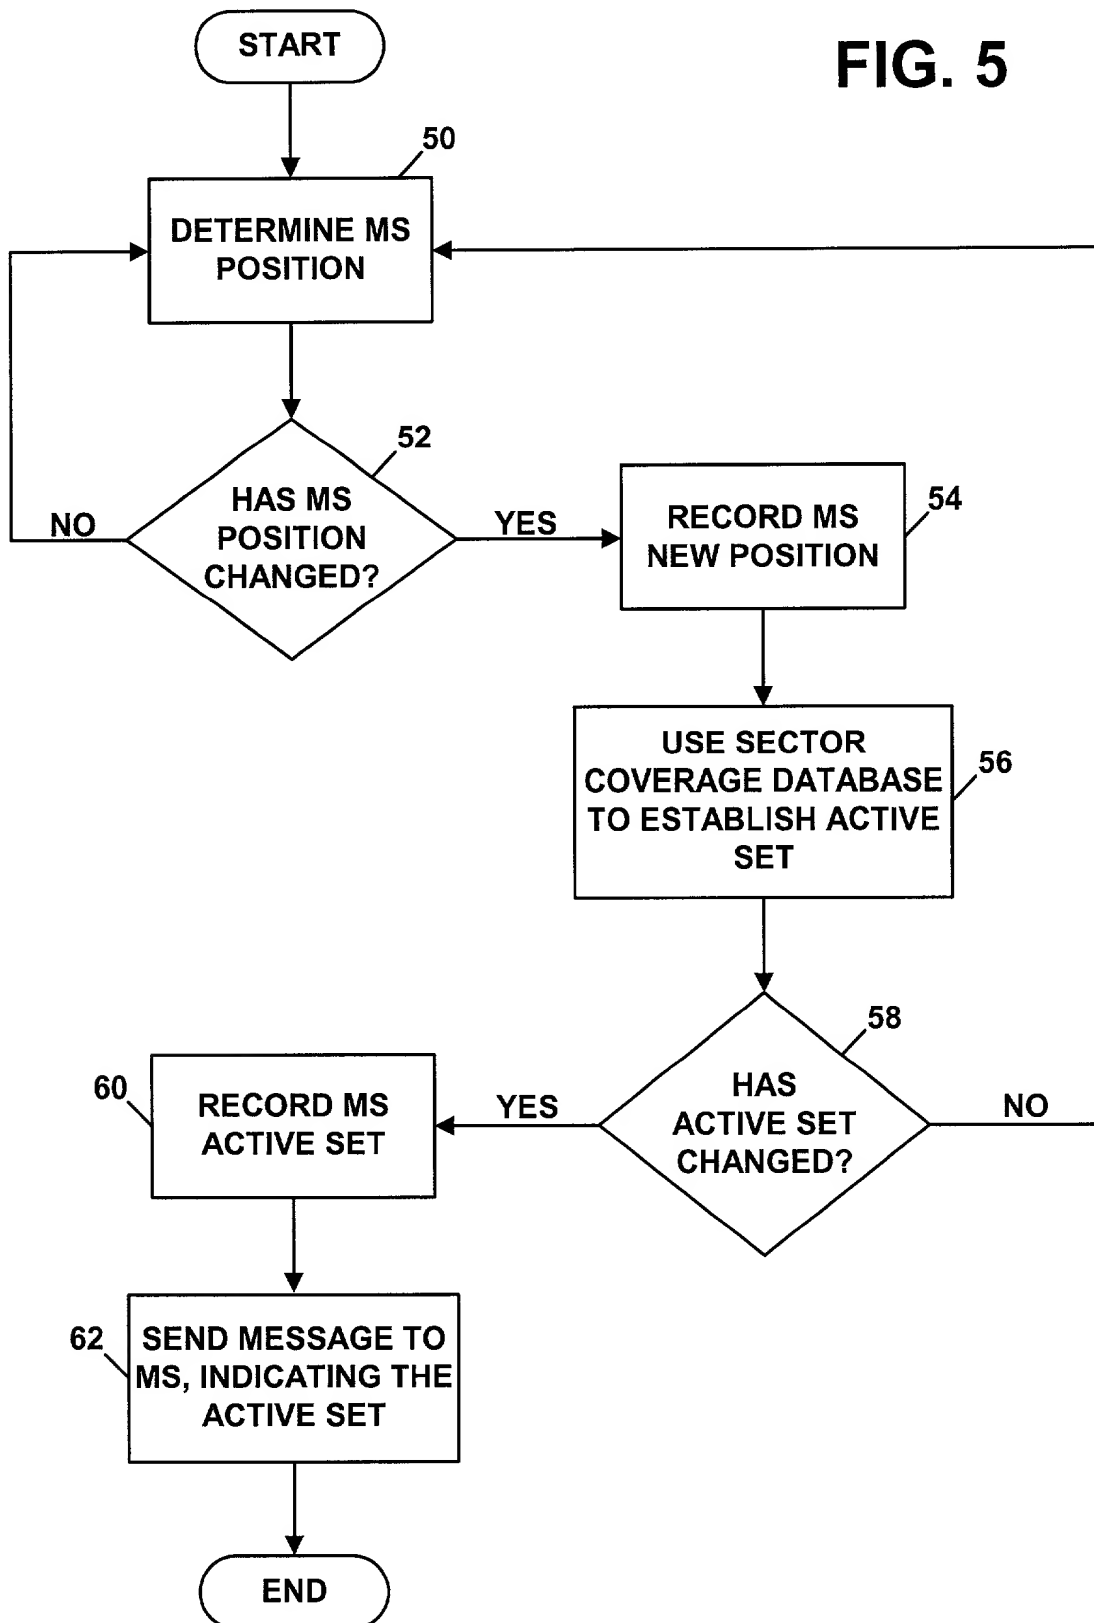 START
FIG. 5
50
DETERMINE MS
POSITION
52
HAS MS
POSITION
CHANGED?
NO
YES
54
RECORD MS
NEW POSITION
56
USE SECTOR
COVERAGE DATABASE
TO ESTABLISH ACTIVE
SET
58
HAS
ACTIVE SET
CHANGED?
YES
NO
60
RECORD MS
ACTIVE SET
62
SEND MESSAGE TO
MS, INDICATING THE
ACTIVE SET
END